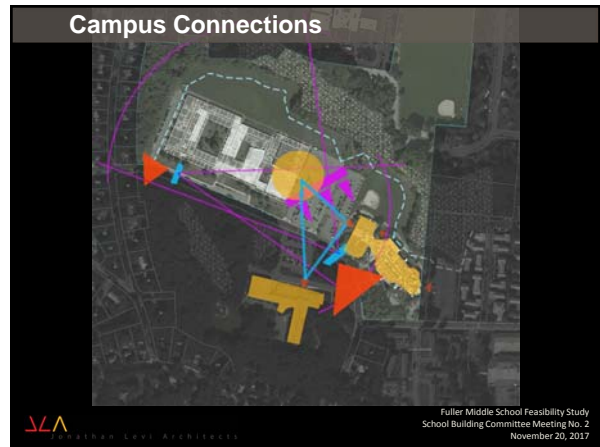 Campus Connections
JLA
Jonathan Levi Architects
Fuller Middle School Feasibility Study
School Building Committee Meeting No. 2
November 20, 2017